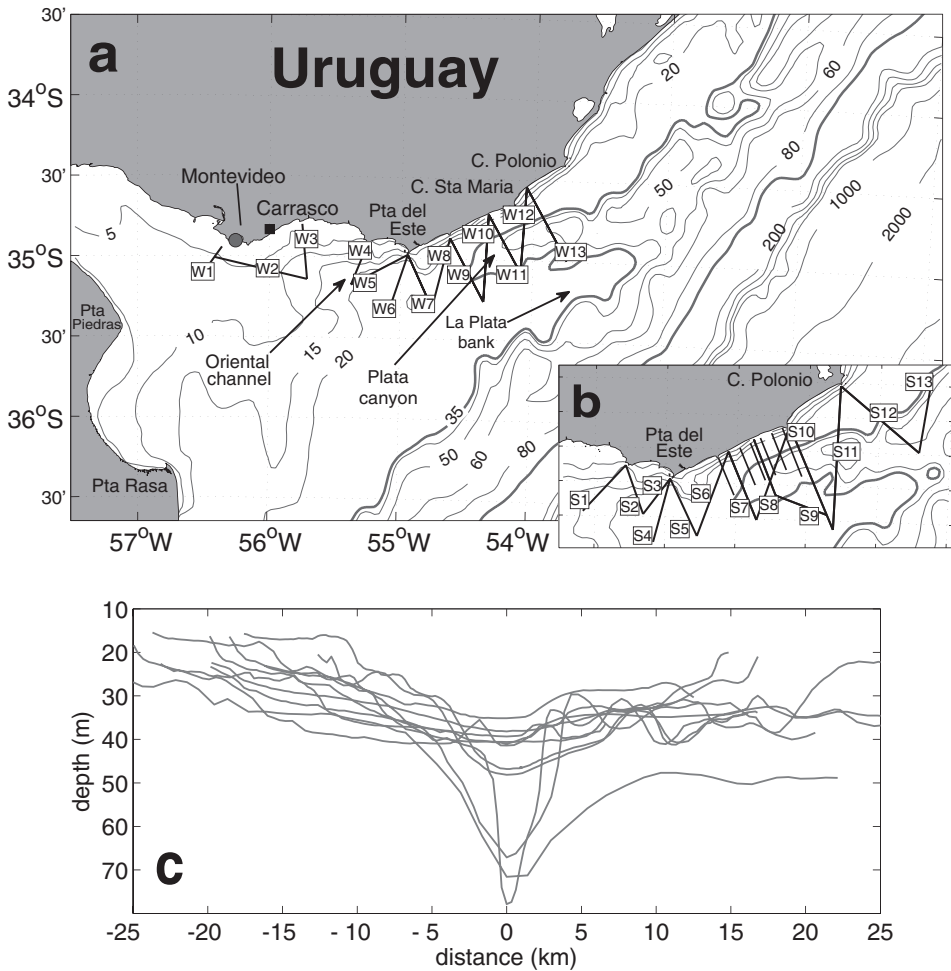 30'
a
Uruguay
20
60
34°S
80
C. Polonio
30'
Montevideo
C. Sta Maria
50
1000
Carrasco
Pta del
Este
W12
200
2000
5
W3
W10
W4
W8
W13
35°S
W1
W2
W5
W9
W11
W6
W7
Pta
Piedras
La Plata
bank
30'
10
15
20
Oriental
channel
Plata
canyon
35
b
C. Polonio
S13
36°S
S12
Pta del
Este
S10
50
60
80
S11
Pta Rasa
S1
S3
S6
30'
S2
S7
S8
S9
S4
S5
57°W
56°W
55°W
54°W
10
20
30
40
50
60
70
depth (m)
c
-25
-20
-15
- 10
- 5
0
5
10
15
20
25
distance (km)